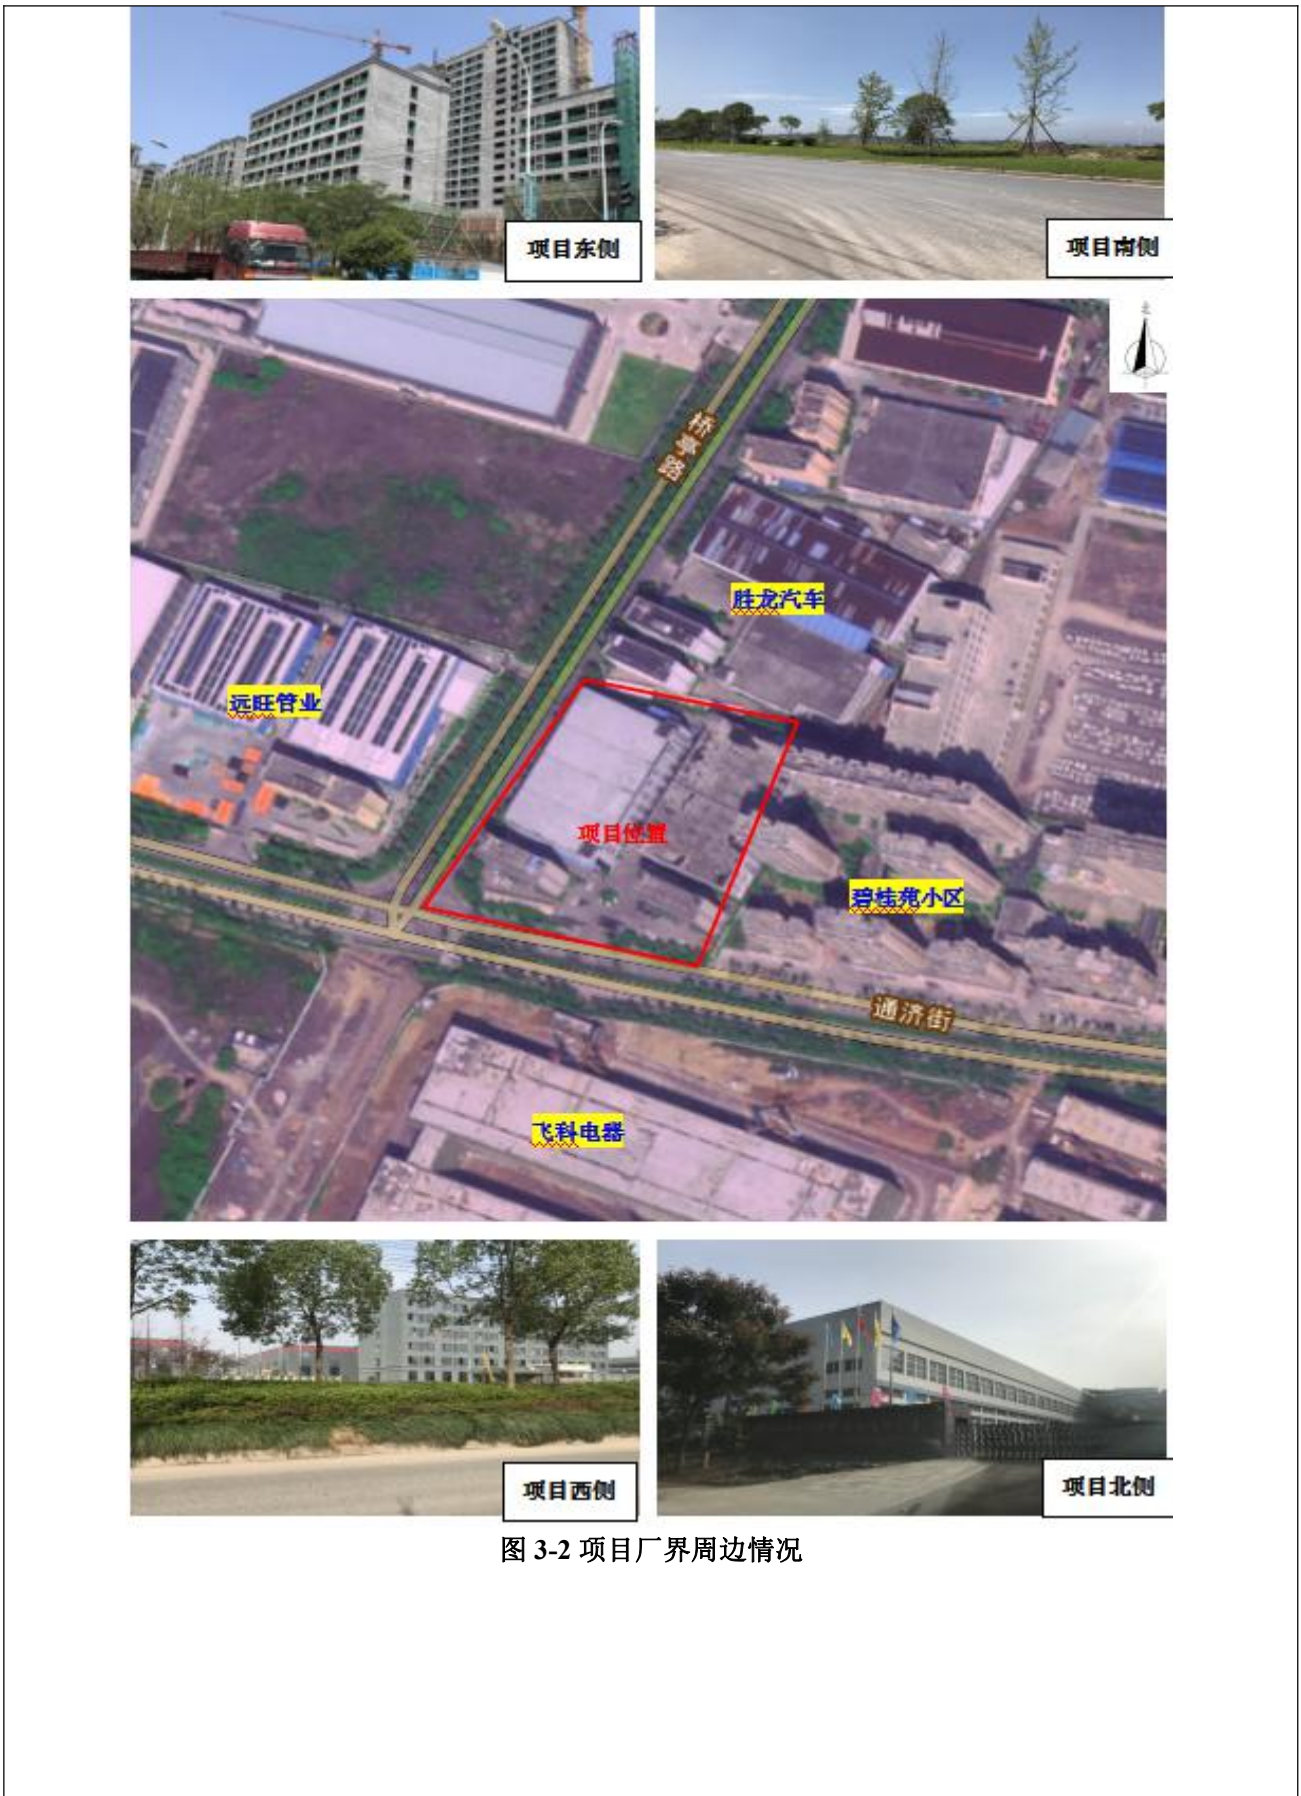 项目东侧
项目南侧
北
桥亭路
胜龙汽车
远旺管业
项目位置
碧桂苑小区
通济街
飞科电器
项目西侧
项目北侧
图 3-2 项目厂界周边情况